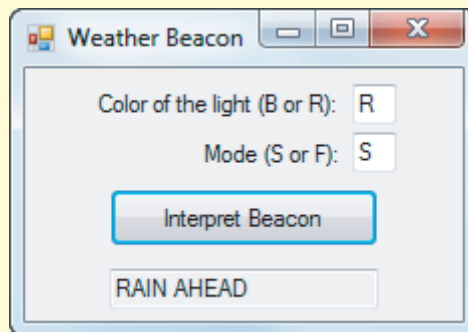 Weather Beacon
Color of the light (B or R): R
Mode (S or F): S
Interpret Beacon
RAIN AHEAD